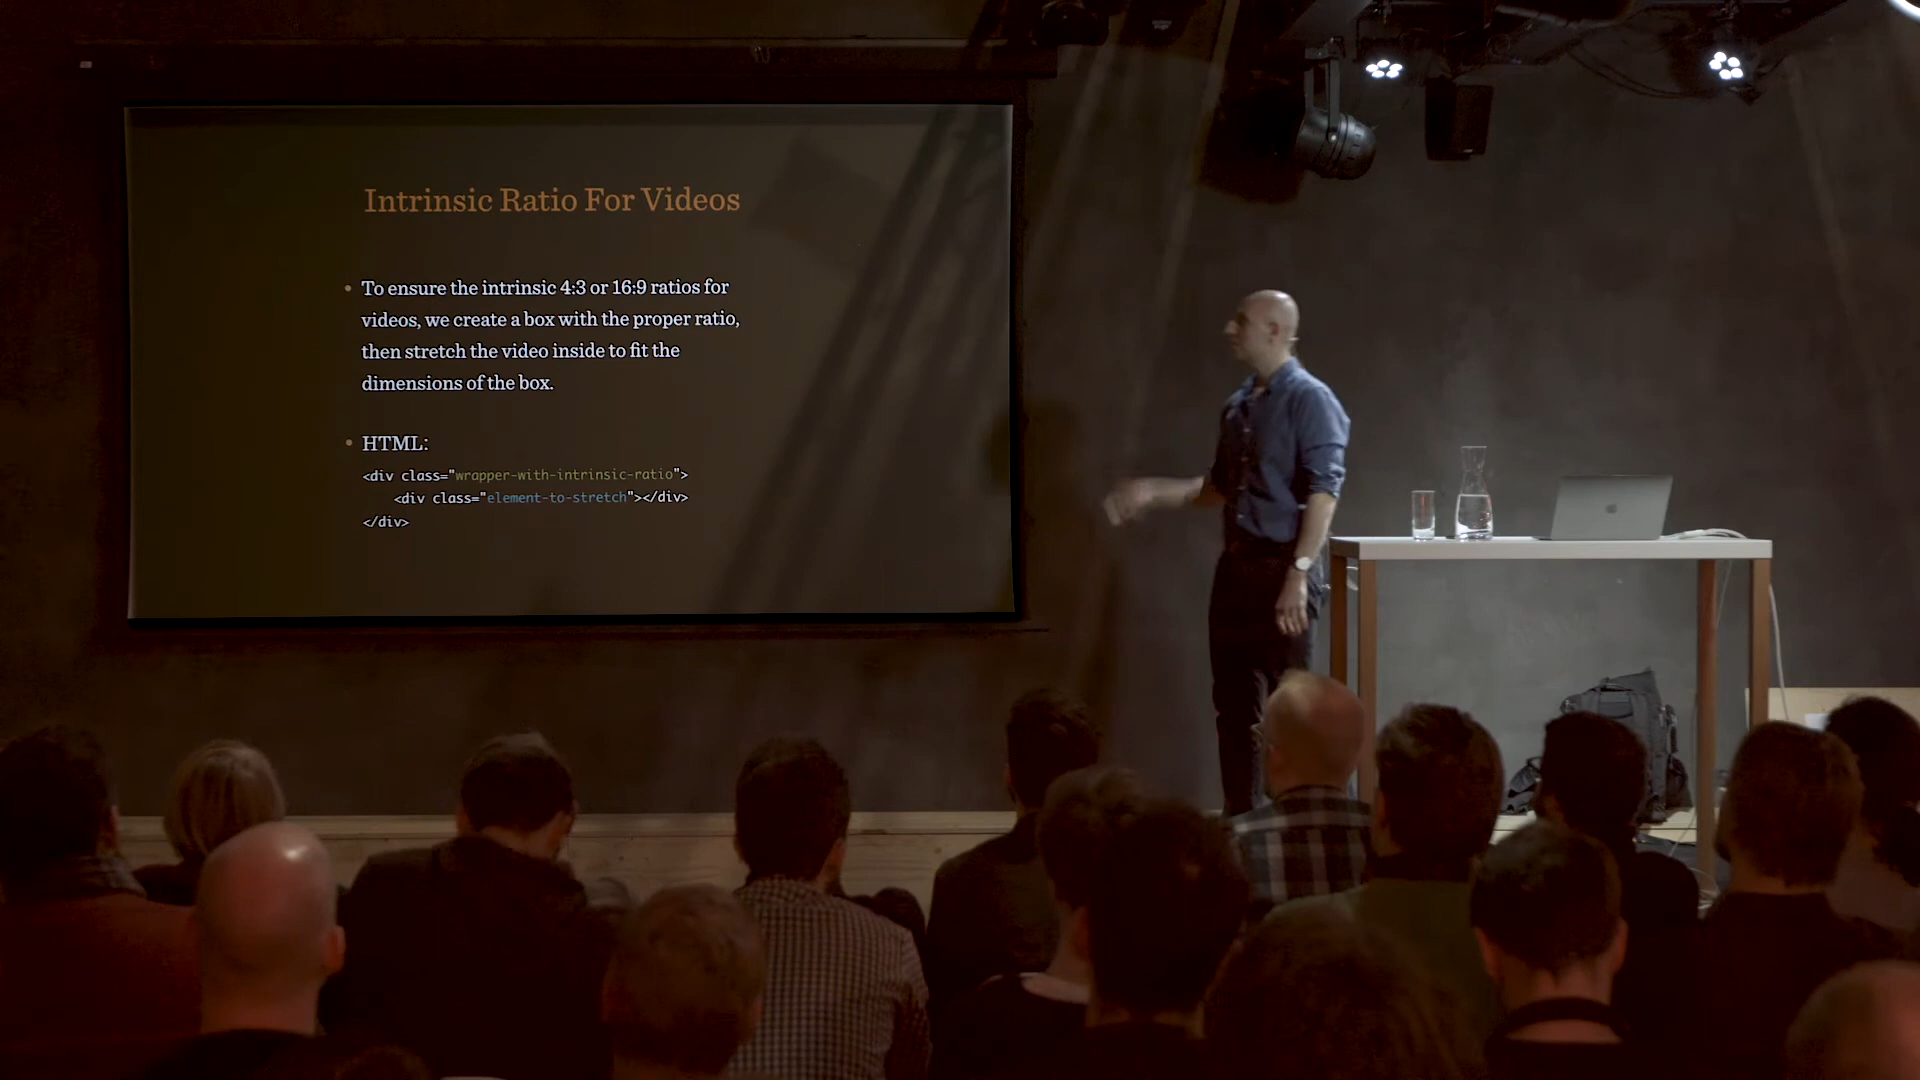 Intrinsic Ratio For Videos
• To ensure the intrinsic 4:3 or 16:9 ratios for
videos, we create a box with the proper ratio,
then stretch the video inside to fit the
dimensions of the box.
• HTML:
<div class="wrapper-with-intrinsic-ratio">
<div class="element-to-stretch"></div>
</div>